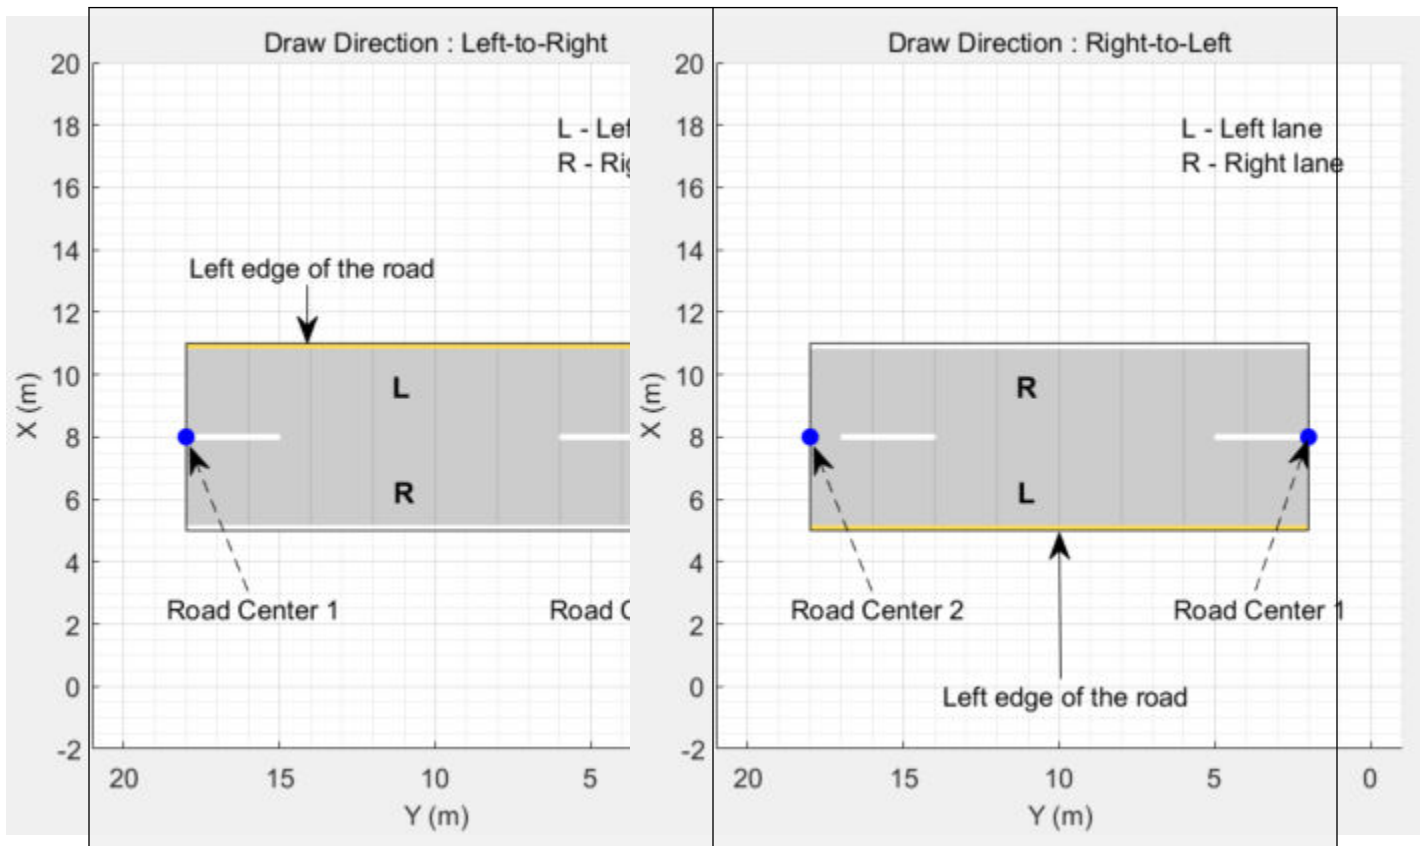 Draw Direction : Left-to-Right
20
18
16
14
12
10
8
6
4
2
0
-2
X (m)
L - Lef
R - Rig
Left edge of the road
L
R
Road Center 1
Road
20
15
10
5
Y (m)
Draw Direction : Right-to-Left
20
18
16
14
12
10
8
6
4
2
0
-2
X (m)
L - Left lane
R - Right lane
R
L
Road Center 2
Road Center 1
Left edge of the road
20
15
10
5
0
Y (m)